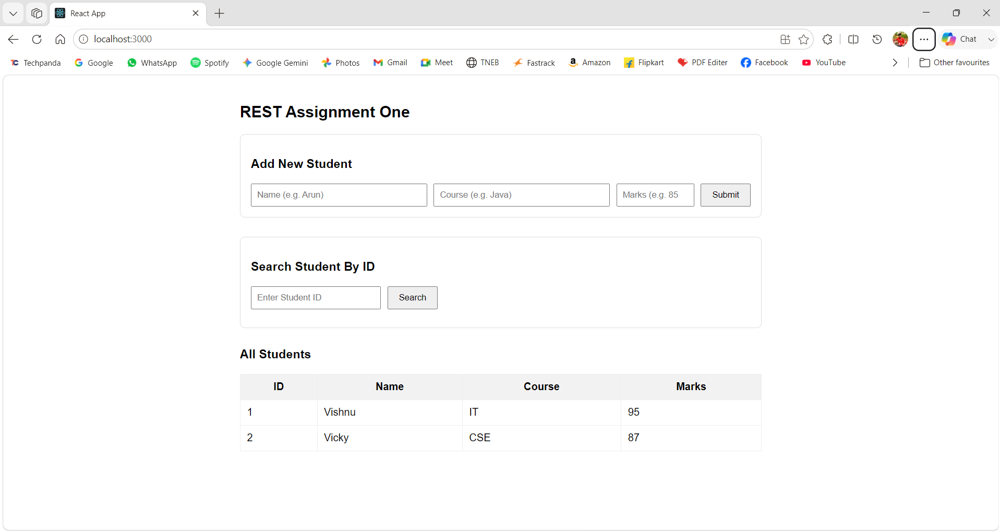 React App
localhost:3000
Chat
Techpanda Google WhatsApp Spotify Google Gemini Photos Gmail Meet TNEB Fastrack Amazon Flipkart PDF Editer Facebook YouTube Other favourites
REST Assignment One
Add New Student
Name (e.g. Arun) Course (e.g. Java) Marks (e.g. 85 Submit
Search Student By ID
Enter Student ID Search
All Students
ID Name Course Marks
1 Vishnu IT 95
2 Vicky CSE 87